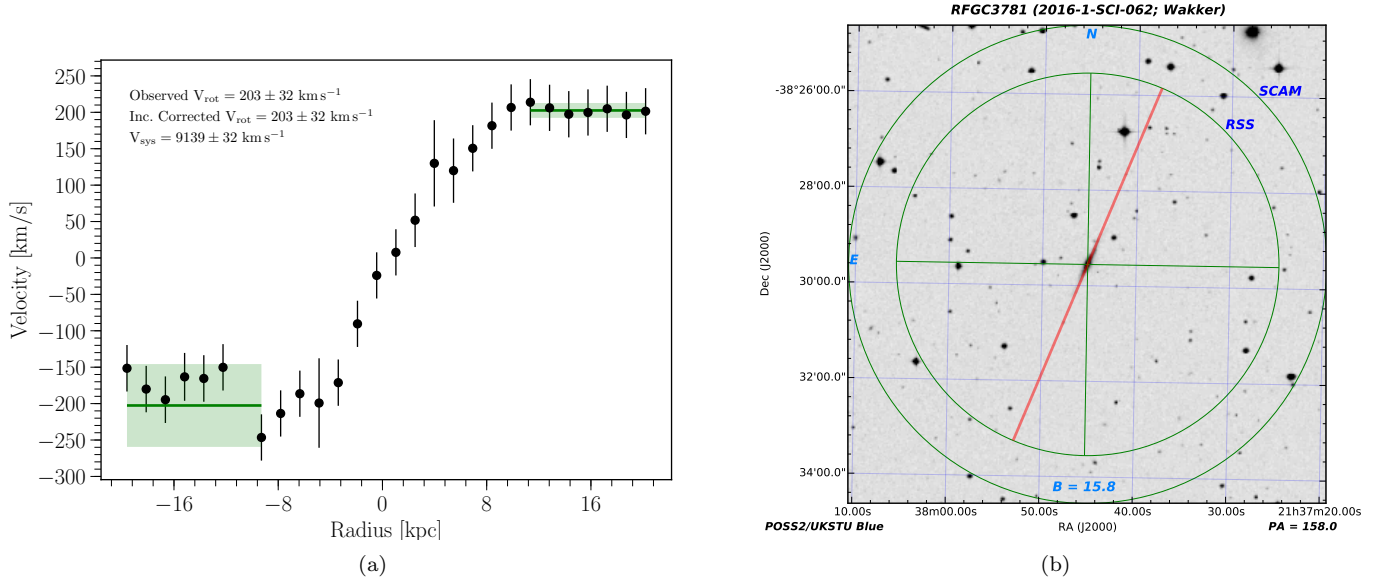 Observed V_rot = 203 ± 32 km s⁻¹
Inc. Corrected V_rot = 203 ± 32 km s⁻¹
V_sys = 9139 ± 32 km s⁻¹
Velocity [km/s]
250
200
150
100
50
0
−50
−100
−150
−200
−250
−300
−16 −8 0 8 16
Radius [kpc]
(a)
RFGC3781 (2016-1-SCI-062; Wakker)
N
SCAM
RSS
E
B = 15.8
Dec (J2000)
-38°26'00.0"
28'00.0"
30'00.0"
32'00.0"
34'00.0"
10.00s 38m00.00s 50.00s 40.00s 30.00s 21h37m20.00s
POSS2/UKSTU Blue RA (J2000) PA = 158.0
(b)